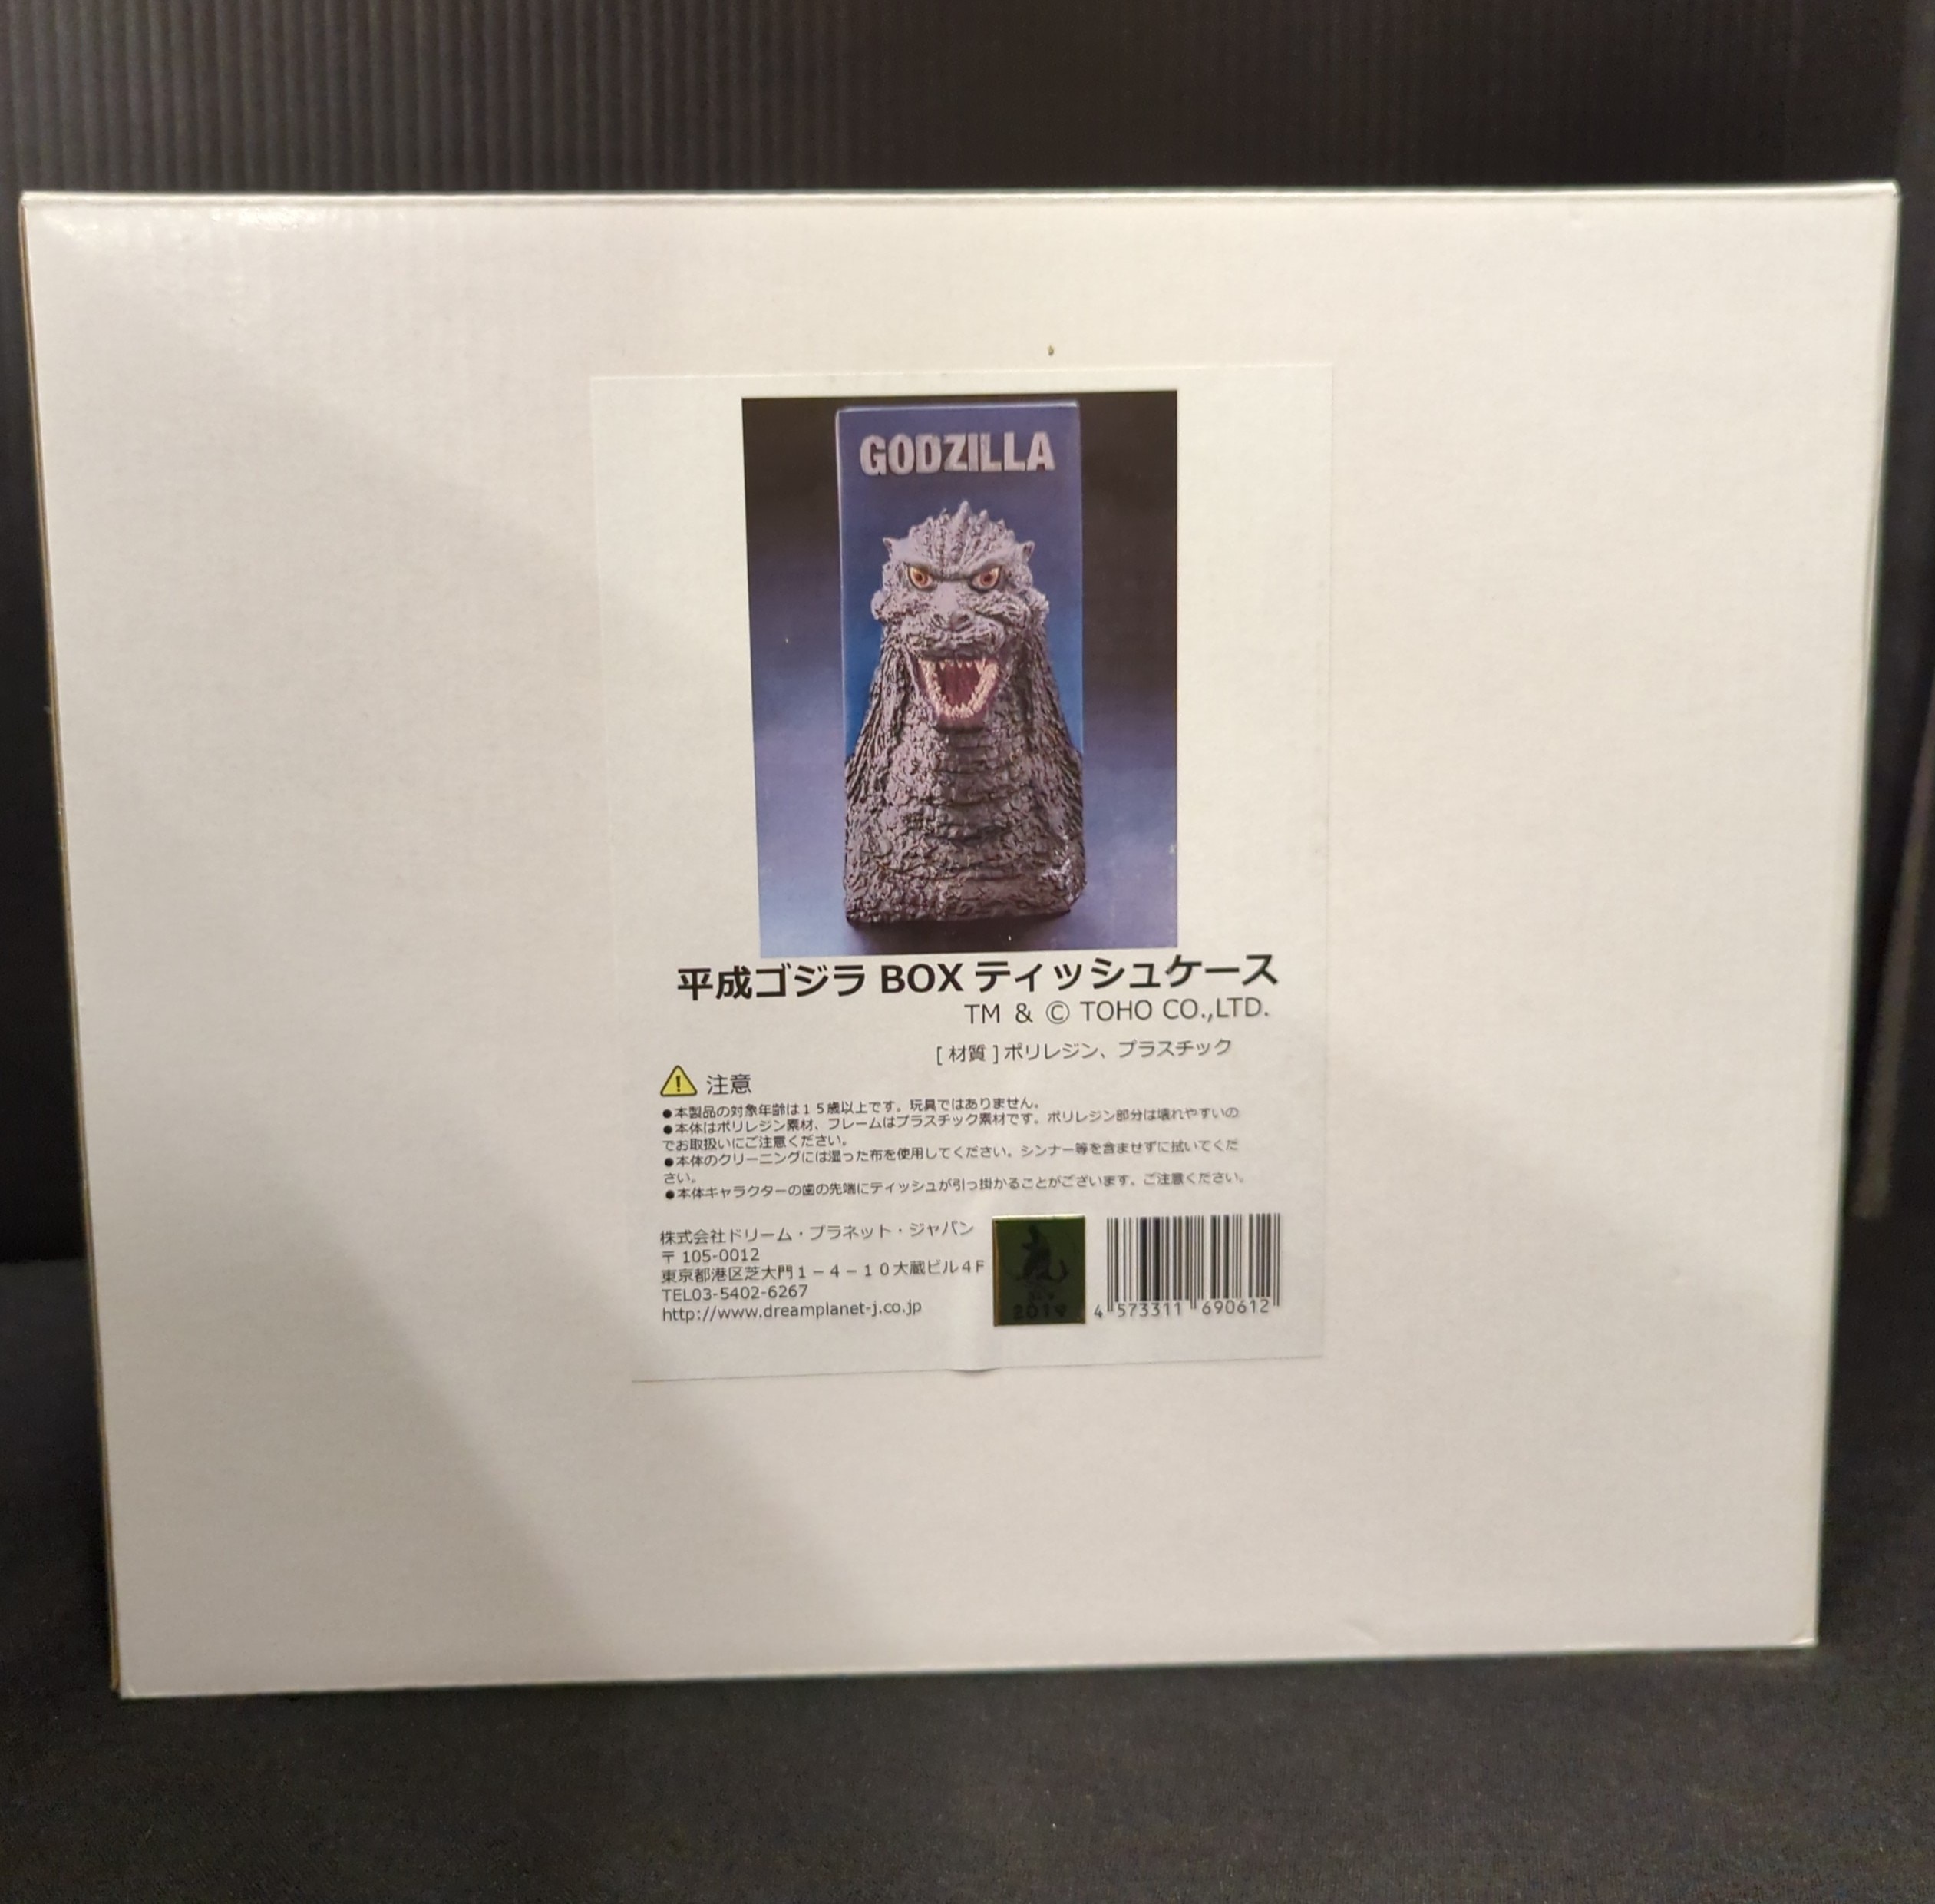 GODZILLA
平成ゴジラ BOX ティッシュケース
TM & © TOHO CO.,LTD.
[ 材質 ] ポリレジン、プラスチック
注意
●本製品の対象年齢は１５歳以上です。玩具ではありません。
●本体はポリレジン素材、フレームはプラスチック素材です。ポリレジン部分は壊れやすいの
でお取扱いにご注意ください。
●本体のクリーニングには湿った布を使用してください。シンナー等を含ませずに拭いてくだ
さい。
●本体キャラクターの歯の先端にティッシュが引っ掛かることがございます。ご注意ください。
株式会社ドリーム・プラネット・ジャパン
〒 105-0012
東京都港区芝大門１－４－１０大蔵ビル４F
TEL03-5402-6267
http://www.dreamplanet-j.co.jp
2019
4 573311 690612